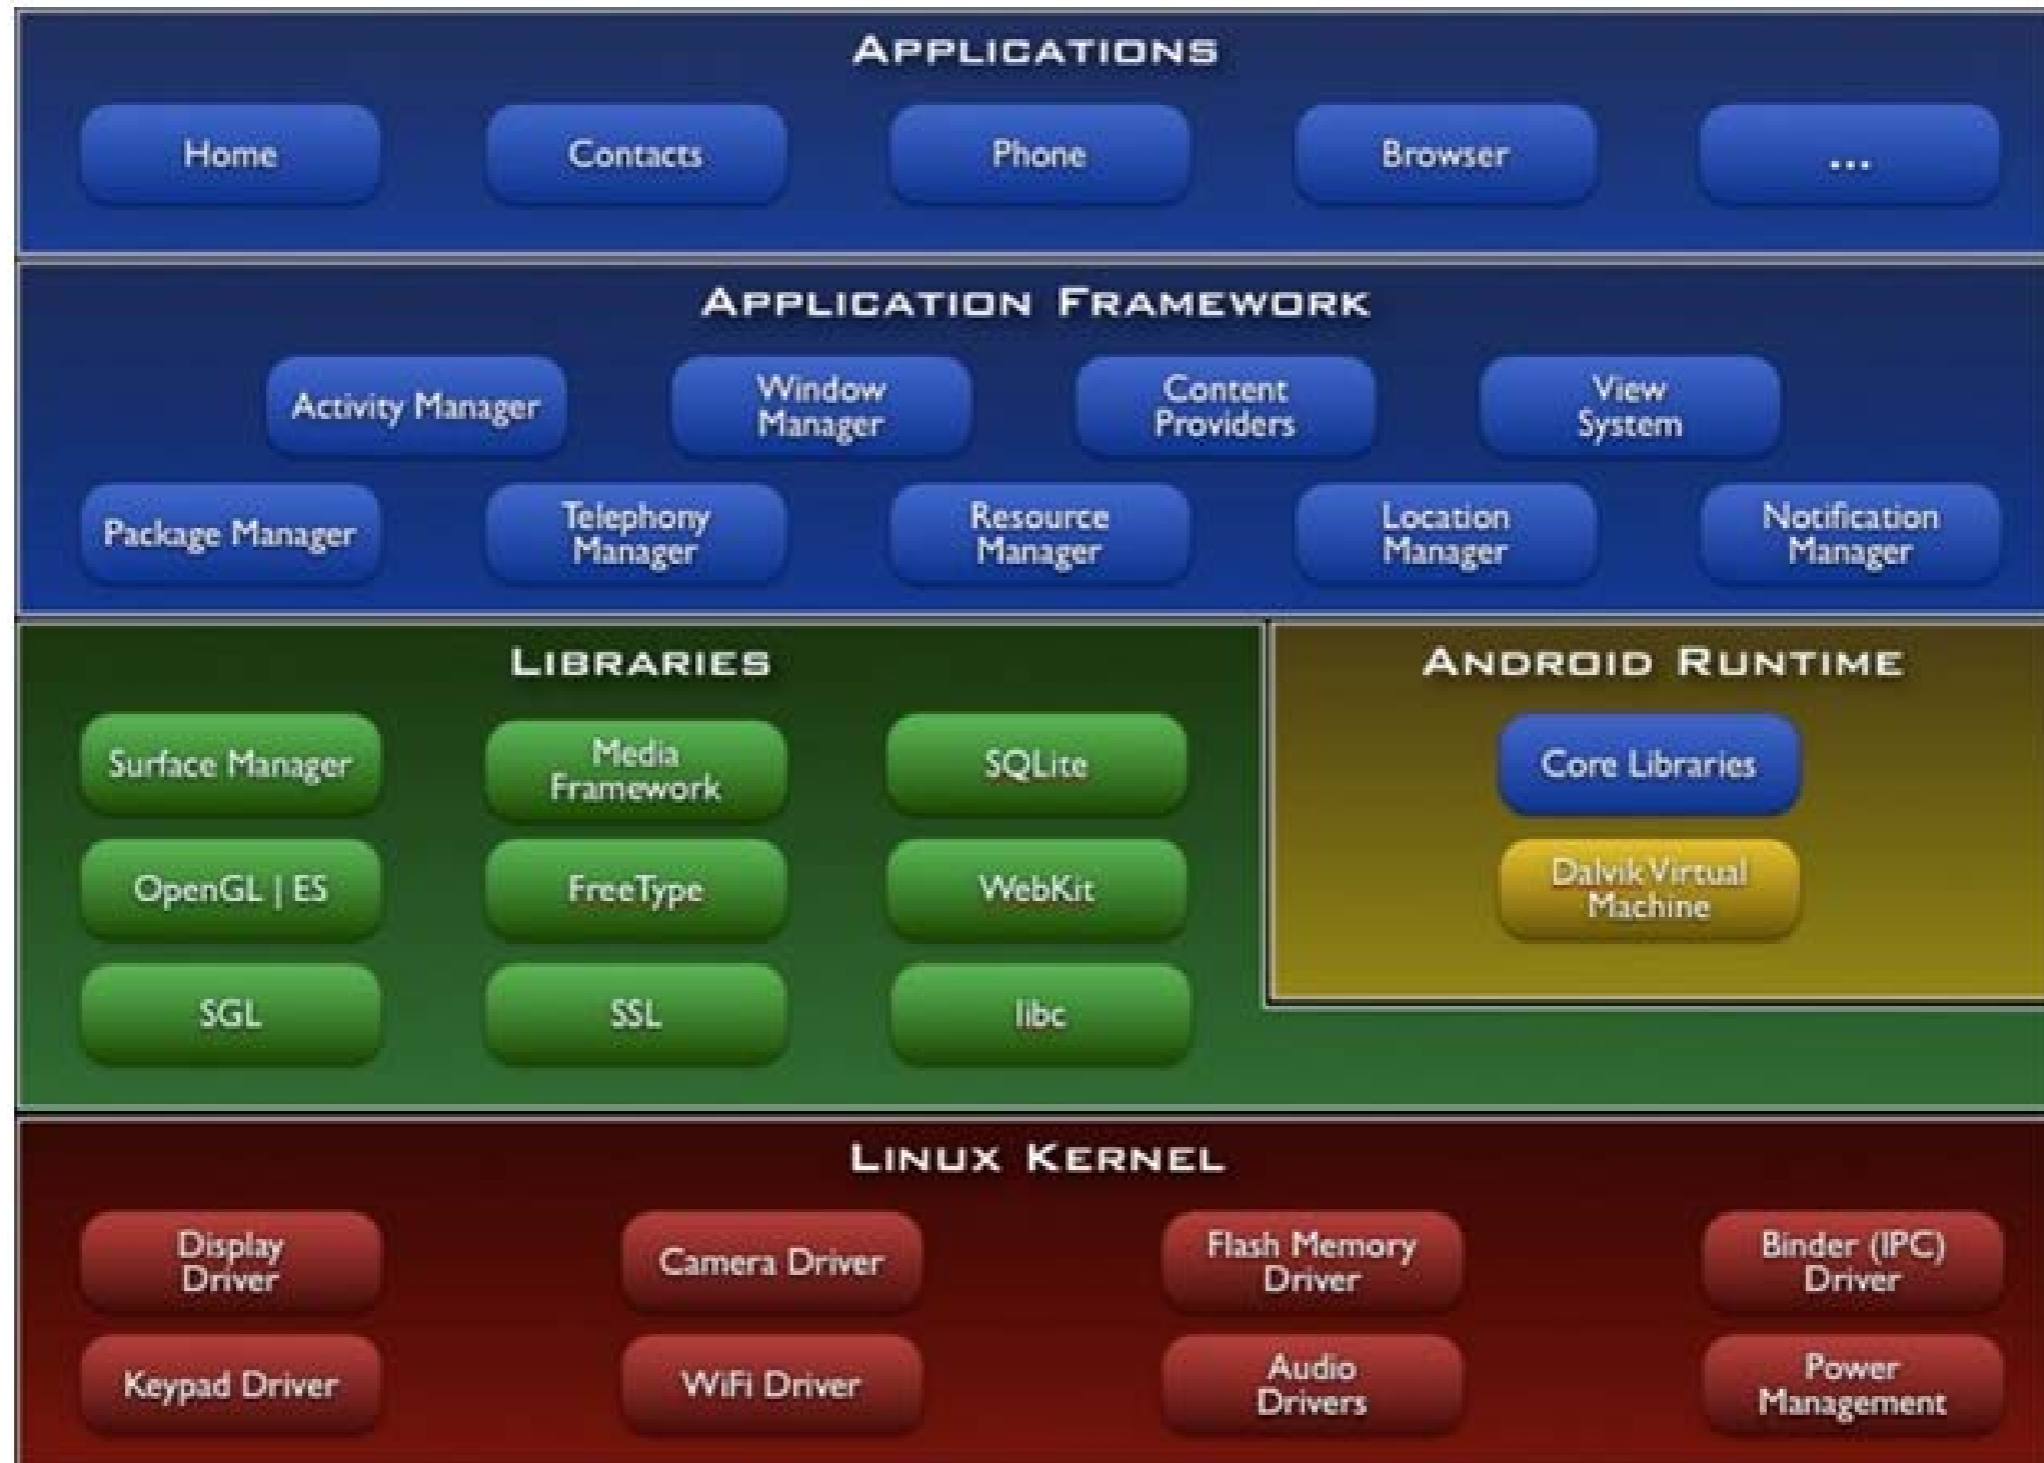 APPLICATIONS
Home
Contacts
Phone
Browser
...
APPLICATION FRAMEWORK
Activity Manager
Window
Manager
Content
Providers
View
System
Package Manager
Telephony
Manager
Resource
Manager
Location
Manager
Notification
Manager
LIBRARIES
Surface Manager
Media
Framework
SQLite
OpenGL | ES
FreeType
WebKit
SGL
SSL
libc
ANDROID RUNTIME
Core Libraries
Dalvik Virtual
Machine
LINUX KERNEL
Display
Driver
Camera Driver
Flash Memory
Driver
Binder (IPC)
Driver
Keypad Driver
WiFi Driver
Audio
Drivers
Power
Management